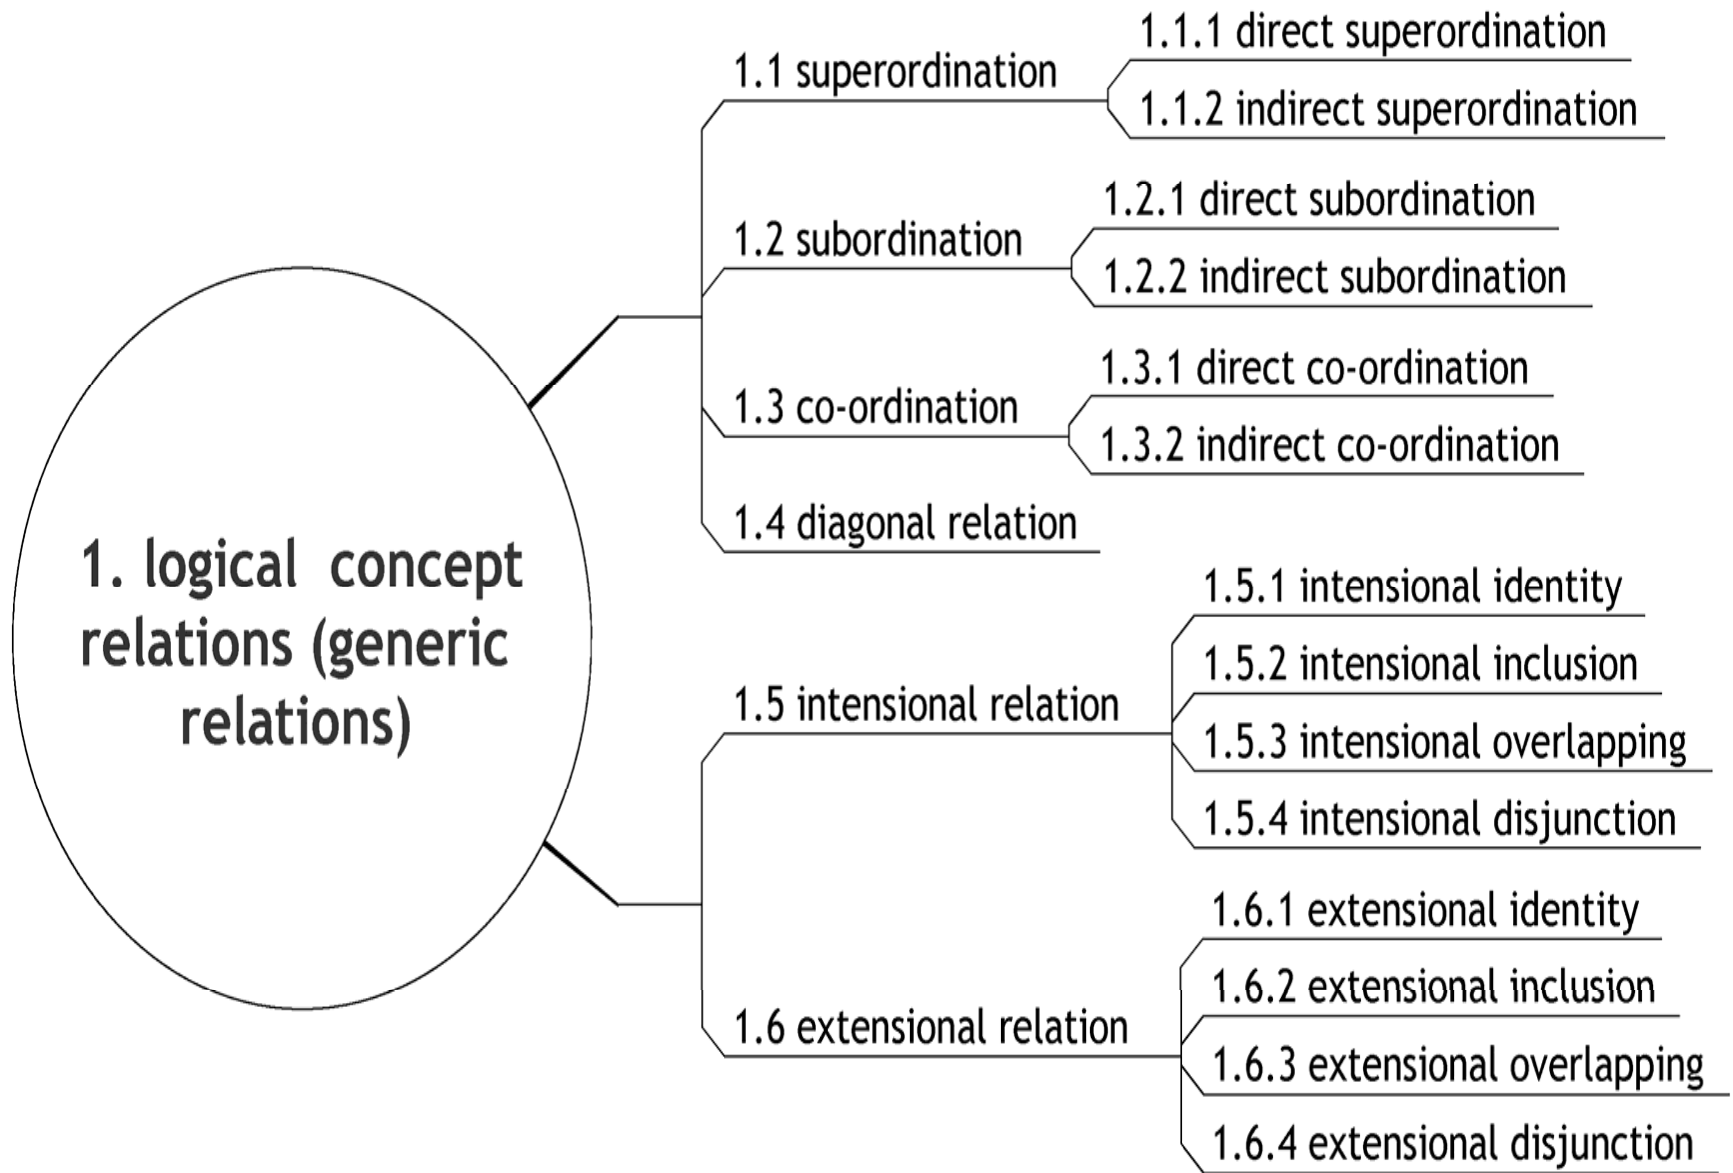 1. logical concept
relations (generic
relations)
1.1 superordination
1.1.1 direct superordination
1.1.2 indirect superordination
1.2 subordination
1.2.1 direct subordination
1.2.2 indirect subordination
1.3 co-ordination
1.3.1 direct co-ordination
1.3.2 indirect co-ordination
1.4 diagonal relation
1.5 intensional relation
1.5.1 intensional identity
1.5.2 intensional inclusion
1.5.3 intensional overlapping
1.5.4 intensional disjunction
1.6 extensional relation
1.6.1 extensional identity
1.6.2 extensional inclusion
1.6.3 extensional overlapping
1.6.4 extensional disjunction